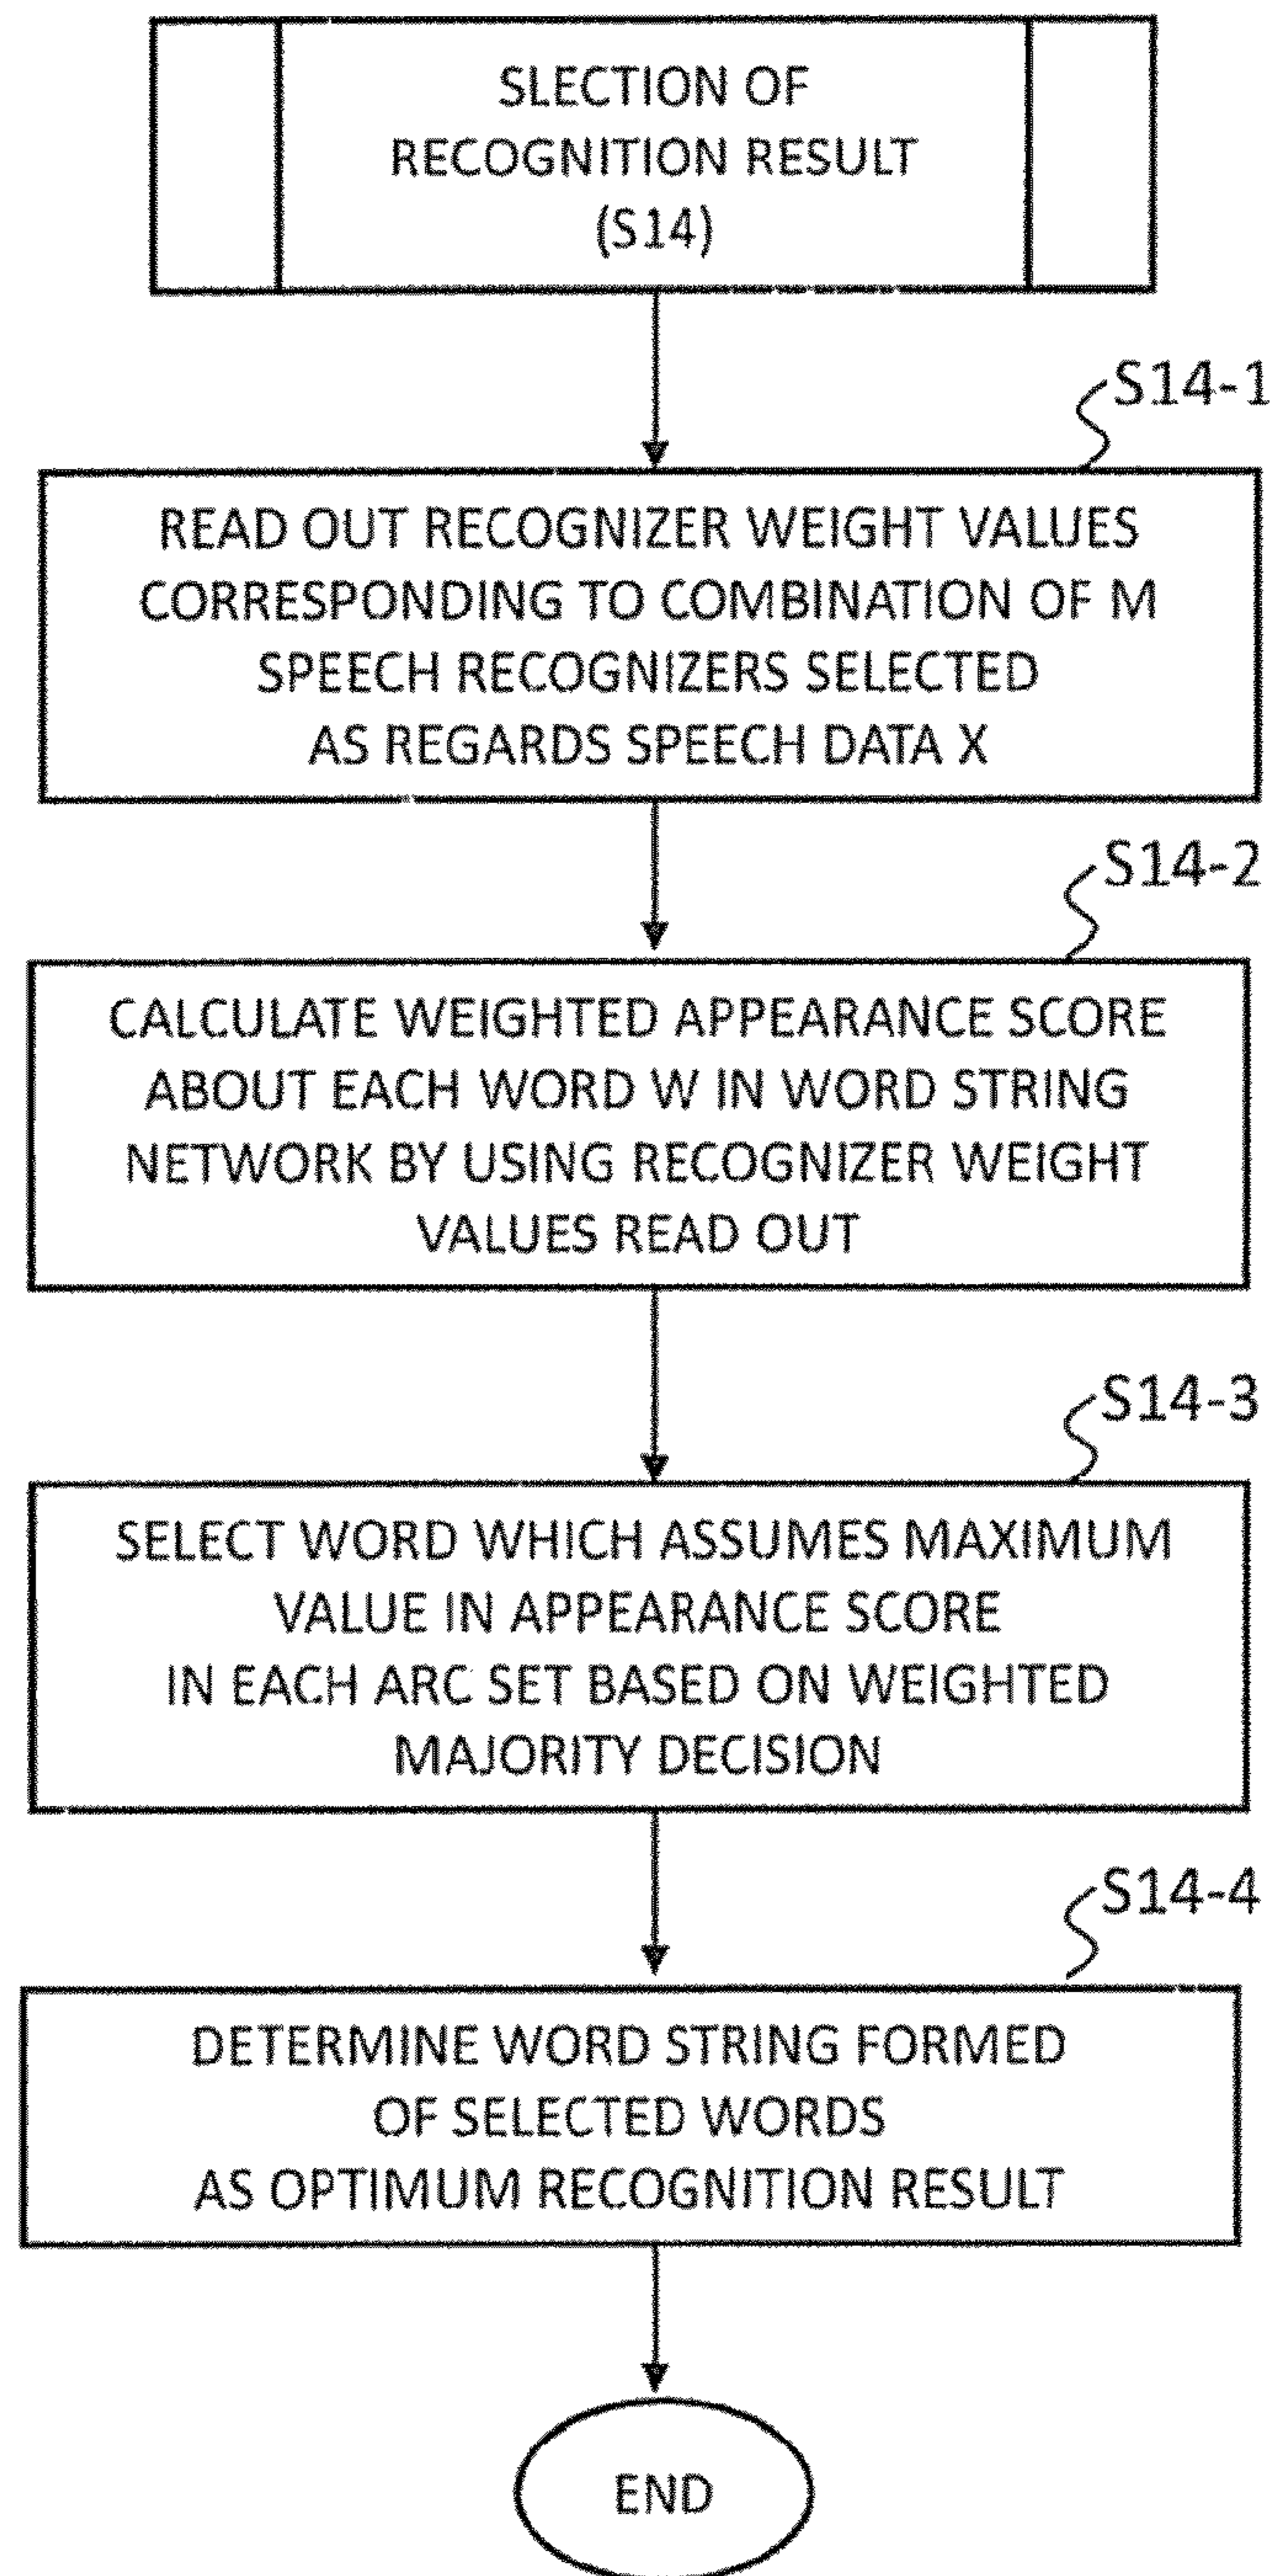 SLECTION OF
RECOGNITION RESULT
(S14)
S14-1
READ OUT RECOGNIZER WEIGHT VALUES
CORRESPONDING TO COMBINATION OF M
SPEECH RECOGNIZERS SELECTED
AS REGARDS SPEECH DATA X
S14-2
CALCULATE WEIGHTED APPEARANCE SCORE
ABOUT EACH WORD W IN WORD STRING
NETWORK BY USING RECOGNIZER WEIGHT
VALUES READ OUT
S14-3
SELECT WORD WHICH ASSUMES MAXIMUM
VALUE IN APPEARANCE SCORE
IN EACH ARC SET BASED ON WEIGHTED
MAJORITY DECISION
S14-4
DETERMINE WORD STRING FORMED
OF SELECTED WORDS
AS OPTIMUM RECOGNITION RESULT
END